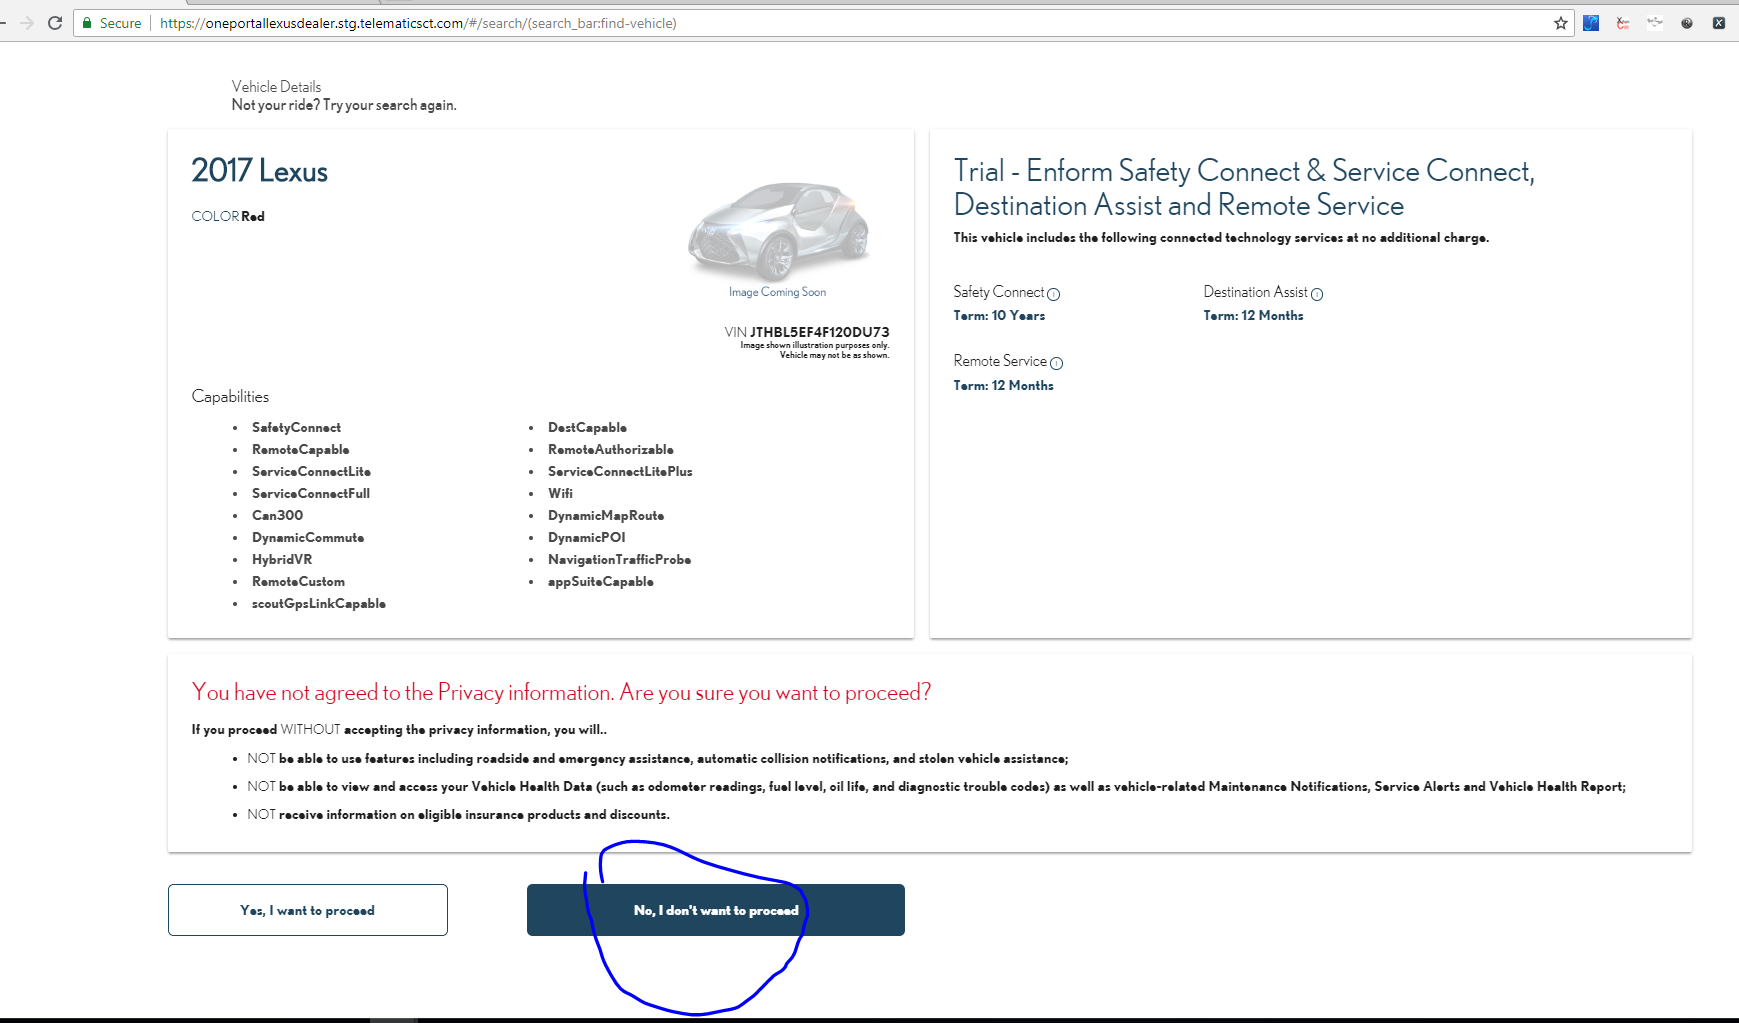 Secure https://oneportallexusdealer.stg.telematicsct.com/#/search/(search_bar:find-vehicle)
Vehicle Details
Not your ride? Try your search again.
2017 Lexus
COLOR Red
Image Coming Soon
VIN JTHBL5EF4F120DU73
Image shown illustration purposes only.
Vehicle may not be as shown.
Capabilities
• SafetyConnect
• RemoteCapable
• ServiceConnectLite
• ServiceConnectFull
• Can300
• DynamicCommute
• HybridVR
• RemoteCustom
• scoutGpsLinkCapable
• DestCapable
• RemoteAuthorizable
• ServiceConnectLitePlus
• Wifi
• DynamicMapRoute
• DynamicPOI
• NavigationTrafficProbe
• appSuiteCapable
Trial - Enform Safety Connect & Service Connect,
Destination Assist and Remote Service
This vehicle includes the following connected technology services at no additional charge.
Safety Connect
Term: 10 Years
Destination Assist
Term: 12 Months
Remote Service
Term: 12 Months
You have not agreed to the Privacy information. Are you sure you want to proceed?
If you proceed WITHOUT accepting the privacy information, you will..
• NOT be able to use features including roadside and emergency assistance, automatic collision notifications, and stolen vehicle assistance;
• NOT be able to view and access your Vehicle Health Data (such as odometer readings, fuel level, oil life, and diagnostic trouble codes) as well as vehicle-related Maintenance Notifications, Service Alerts and Vehicle Health Report;
• NOT receive information on eligible insurance products and discounts.
Yes, I want to proceed
No, I don't want to proceed